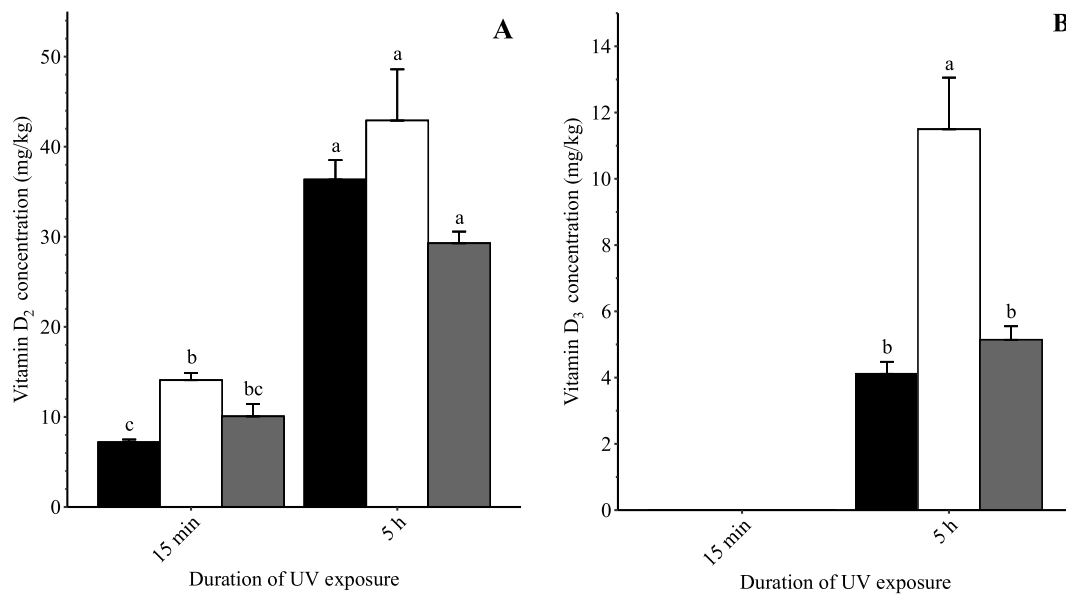 A
Vitamin D2 concentration (mg/kg)
50
40
30
20
10
0
a
a
a
b
bc
c
15 min
5 h
Duration of UV exposure
B
Vitamin D3 concentration (mg/kg)
14
12
10
8
6
4
2
0
a
b
b
15 min
5 h
Duration of UV exposure